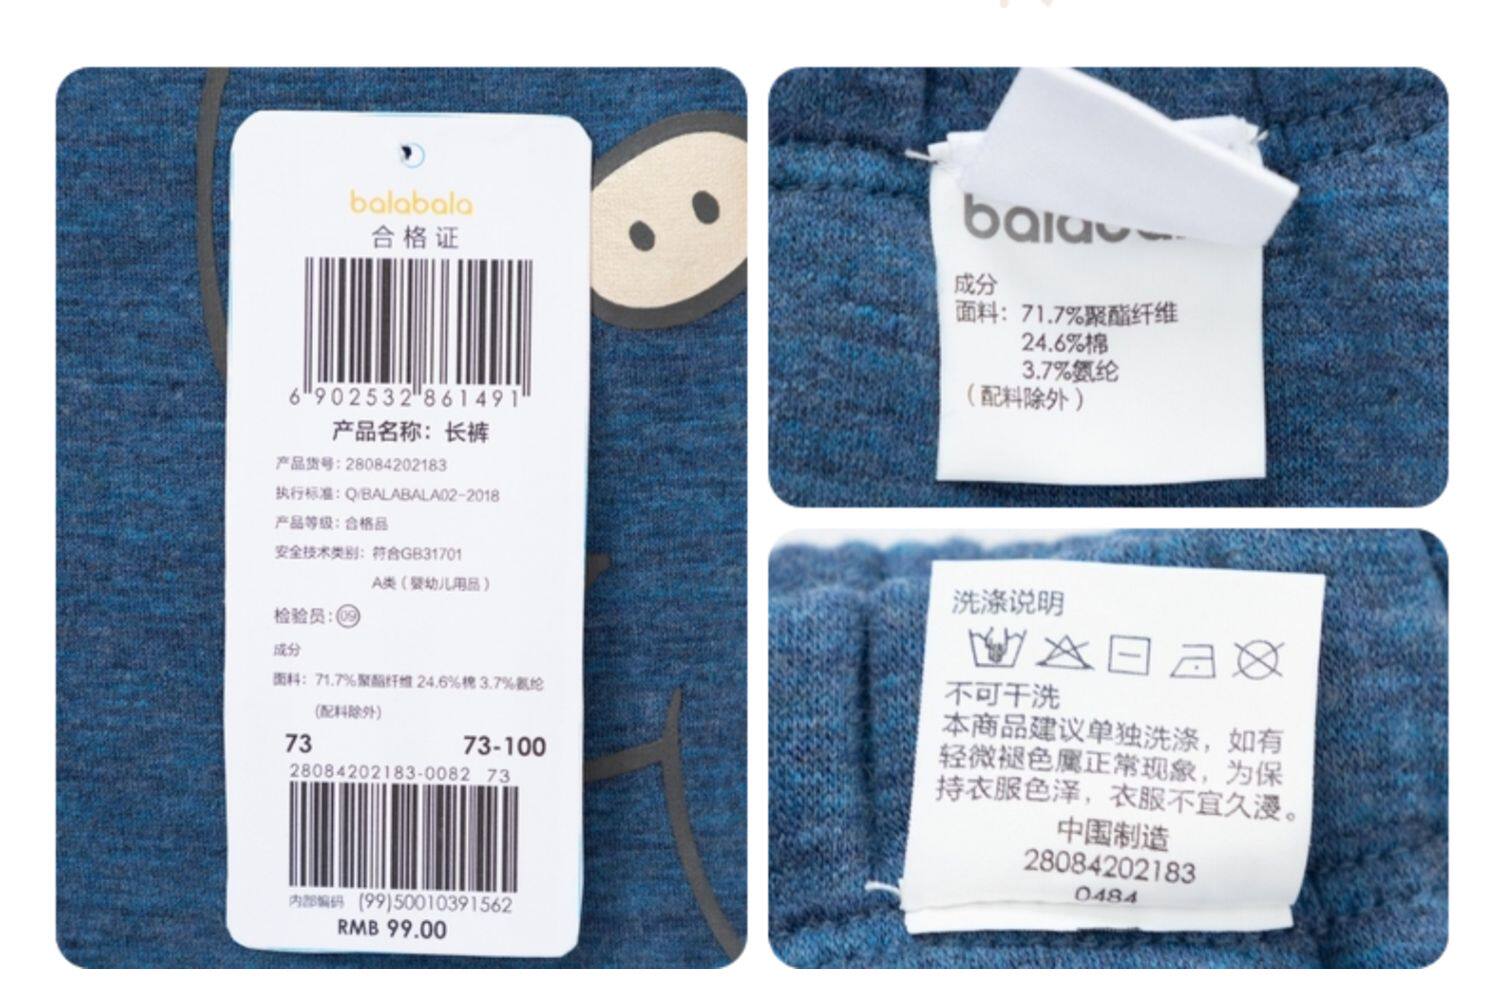 balabala
合格证
6 902532 861491
产品名称：长裤
产品货号：28084202183
执行标准：Q/BALABALA02-2018
产品等级：合格品
安全技术类别：符合GB31701
A类（婴幼儿用品）
检验员：09
成分
面料：71.7%聚酯纤维 24.6%棉 3.7%氨纶
(配料除外)
73 73-100
28084202183-0082 73
内部编码 (99)50010391562
RMB 99.00
成分
面料：71.7%聚酯纤维
24.6%棉
3.7%氨纶
（配料除外）
洗涤说明
不可干洗
本商品建议单独洗涤，如有
轻微褪色属正常现象，为保
持衣服色泽，衣服不宜久浸。
中国制造
28084202183
0484